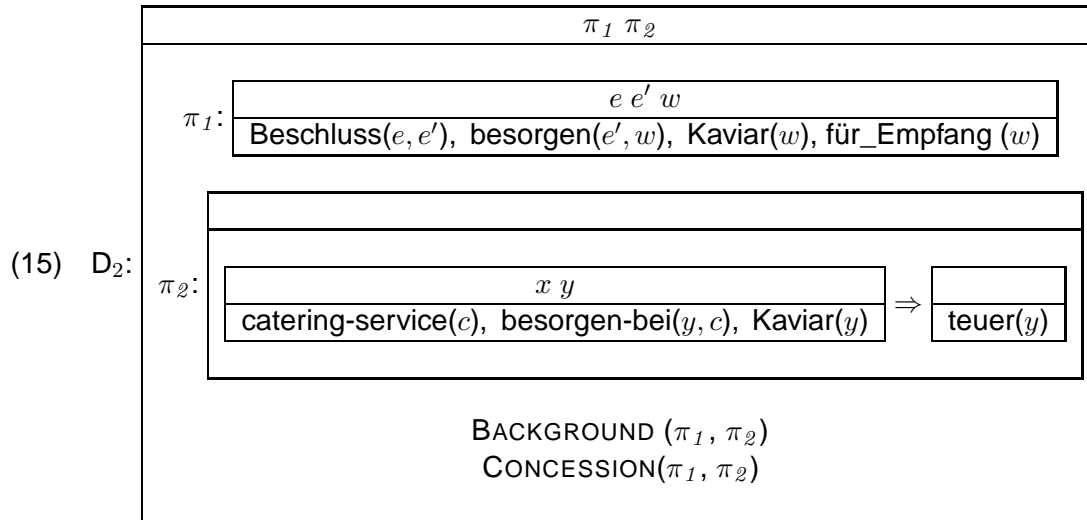 π₁ π₂
e e′ w
π₁: Beschluss(e, e′), besorgen(e′, w), Kaviar(w), für_Empfang (w)
(15) D₂:
π₂:
x y
catering-service(c), besorgen-bei(y, c), Kaviar(y) ⇒ teuer(y)
BACKGROUND (π₁, π₂)
CONCESSION(π₁, π₂)